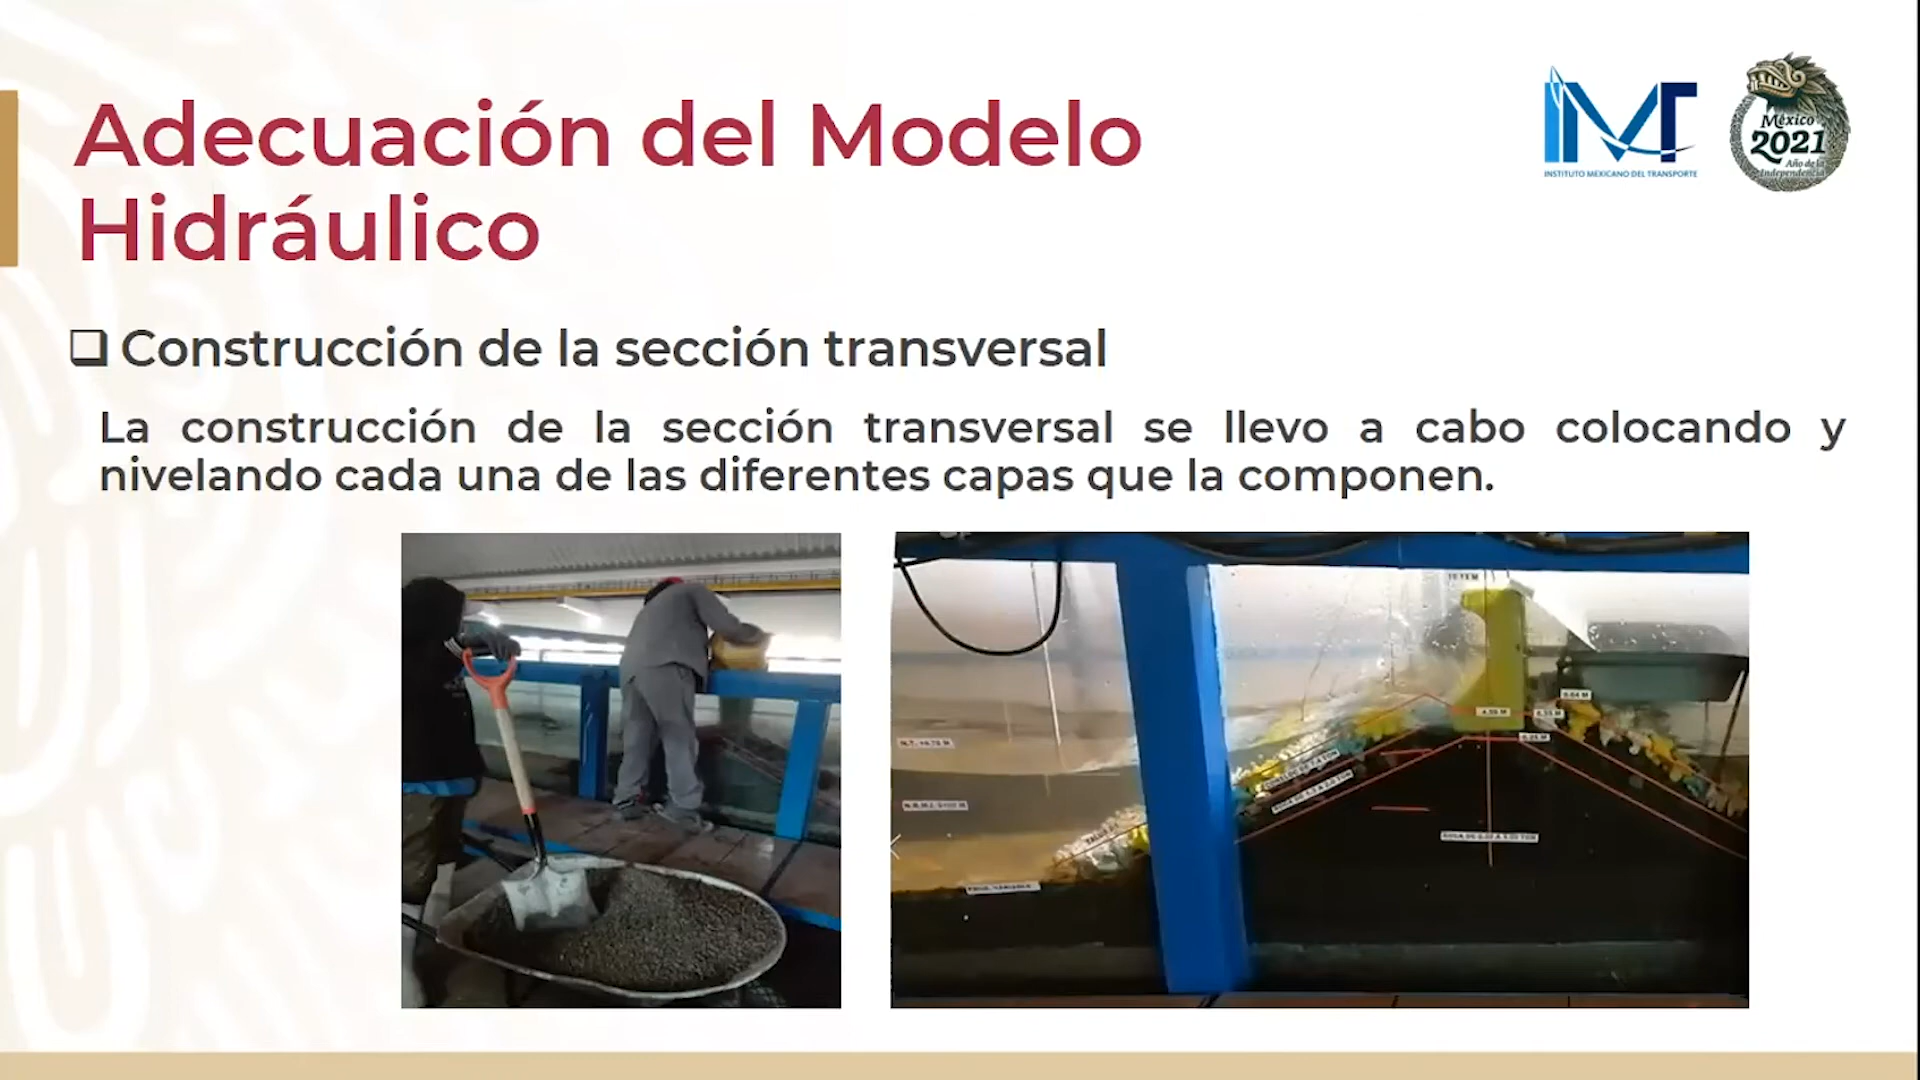 Adecuación del Modelo
Hidráulico
INSTITUTO MEXICANO DEL TRANSPORTE
México
2021
Año de la
Independencia
Construcción de la sección transversal
La construcción de la sección transversal se llevo a cabo colocando y
nivelando cada una de las diferentes capas que la componen.